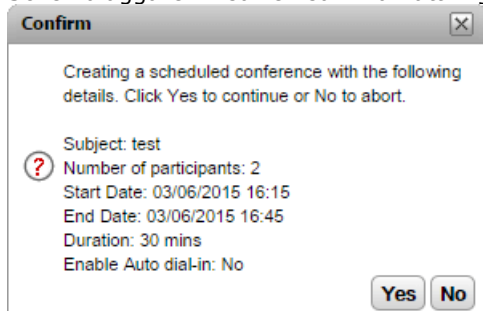 Confirm
Creating a scheduled conference with the following
details. Click Yes to continue or No to abort.
Subject: test
Number of participants: 2
Start Date: 03/06/2015 16:15
End Date: 03/06/2015 16:45
Duration: 30 mins
Enable Auto dial-in: No
Yes No